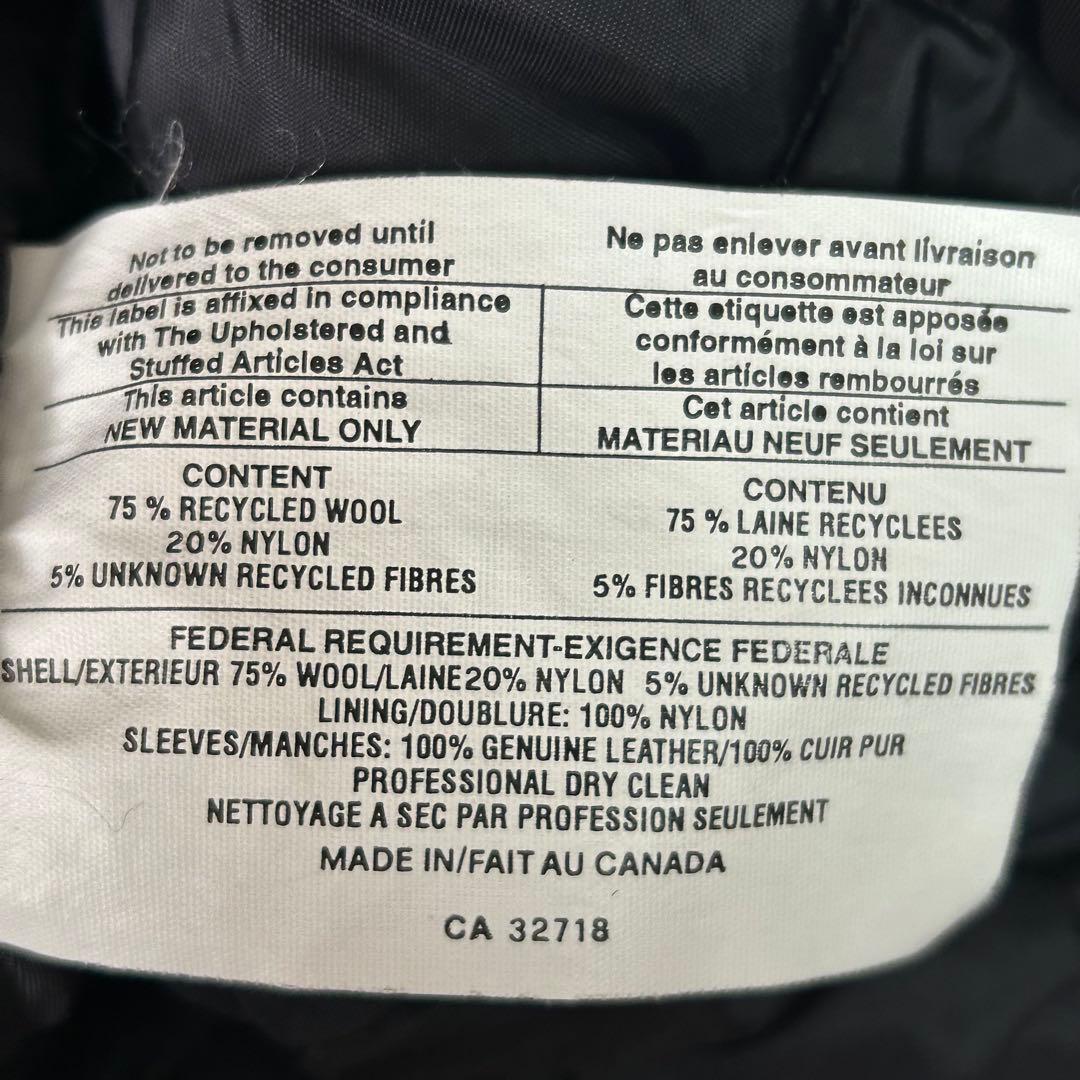 Not to be removed until
delivered to the consumer
This label is affixed in compliance
with The Upholstered and
Stuffed Articles Act
This article contains
NEW MATERIAL ONLY
Ne pas enlever avant livraison
au consommateur
Cette etiquette est apposée
conformément à la loi sur
les articles rembourrés
Cet article contient
MATERIAU NEUF SEULEMENT
CONTENT
75 % RECYCLED WOOL
20% NYLON
5% UNKNOWN RECYCLED FIBRES
CONTENU
75 % LAINE RECYCLEES
20% NYLON
5% FIBRES RECYCLEES INCONNUES
FEDERAL REQUIREMENT-EXIGENCE FEDERALE
SHELL/EXTERIEUR 75% WOOL/LAINE20% NYLON 5% UNKNOWN RECYCLED FIBRES
LINING/DOUBLURE: 100% NYLON
SLEEVES/MANCHES: 100% GENUINE LEATHER/100% CUIR PUR
PROFESSIONAL DRY CLEAN
NETTOYAGE A SEC PAR PROFESSION SEULEMENT
MADE IN/FAIT AU CANADA
CA 32718